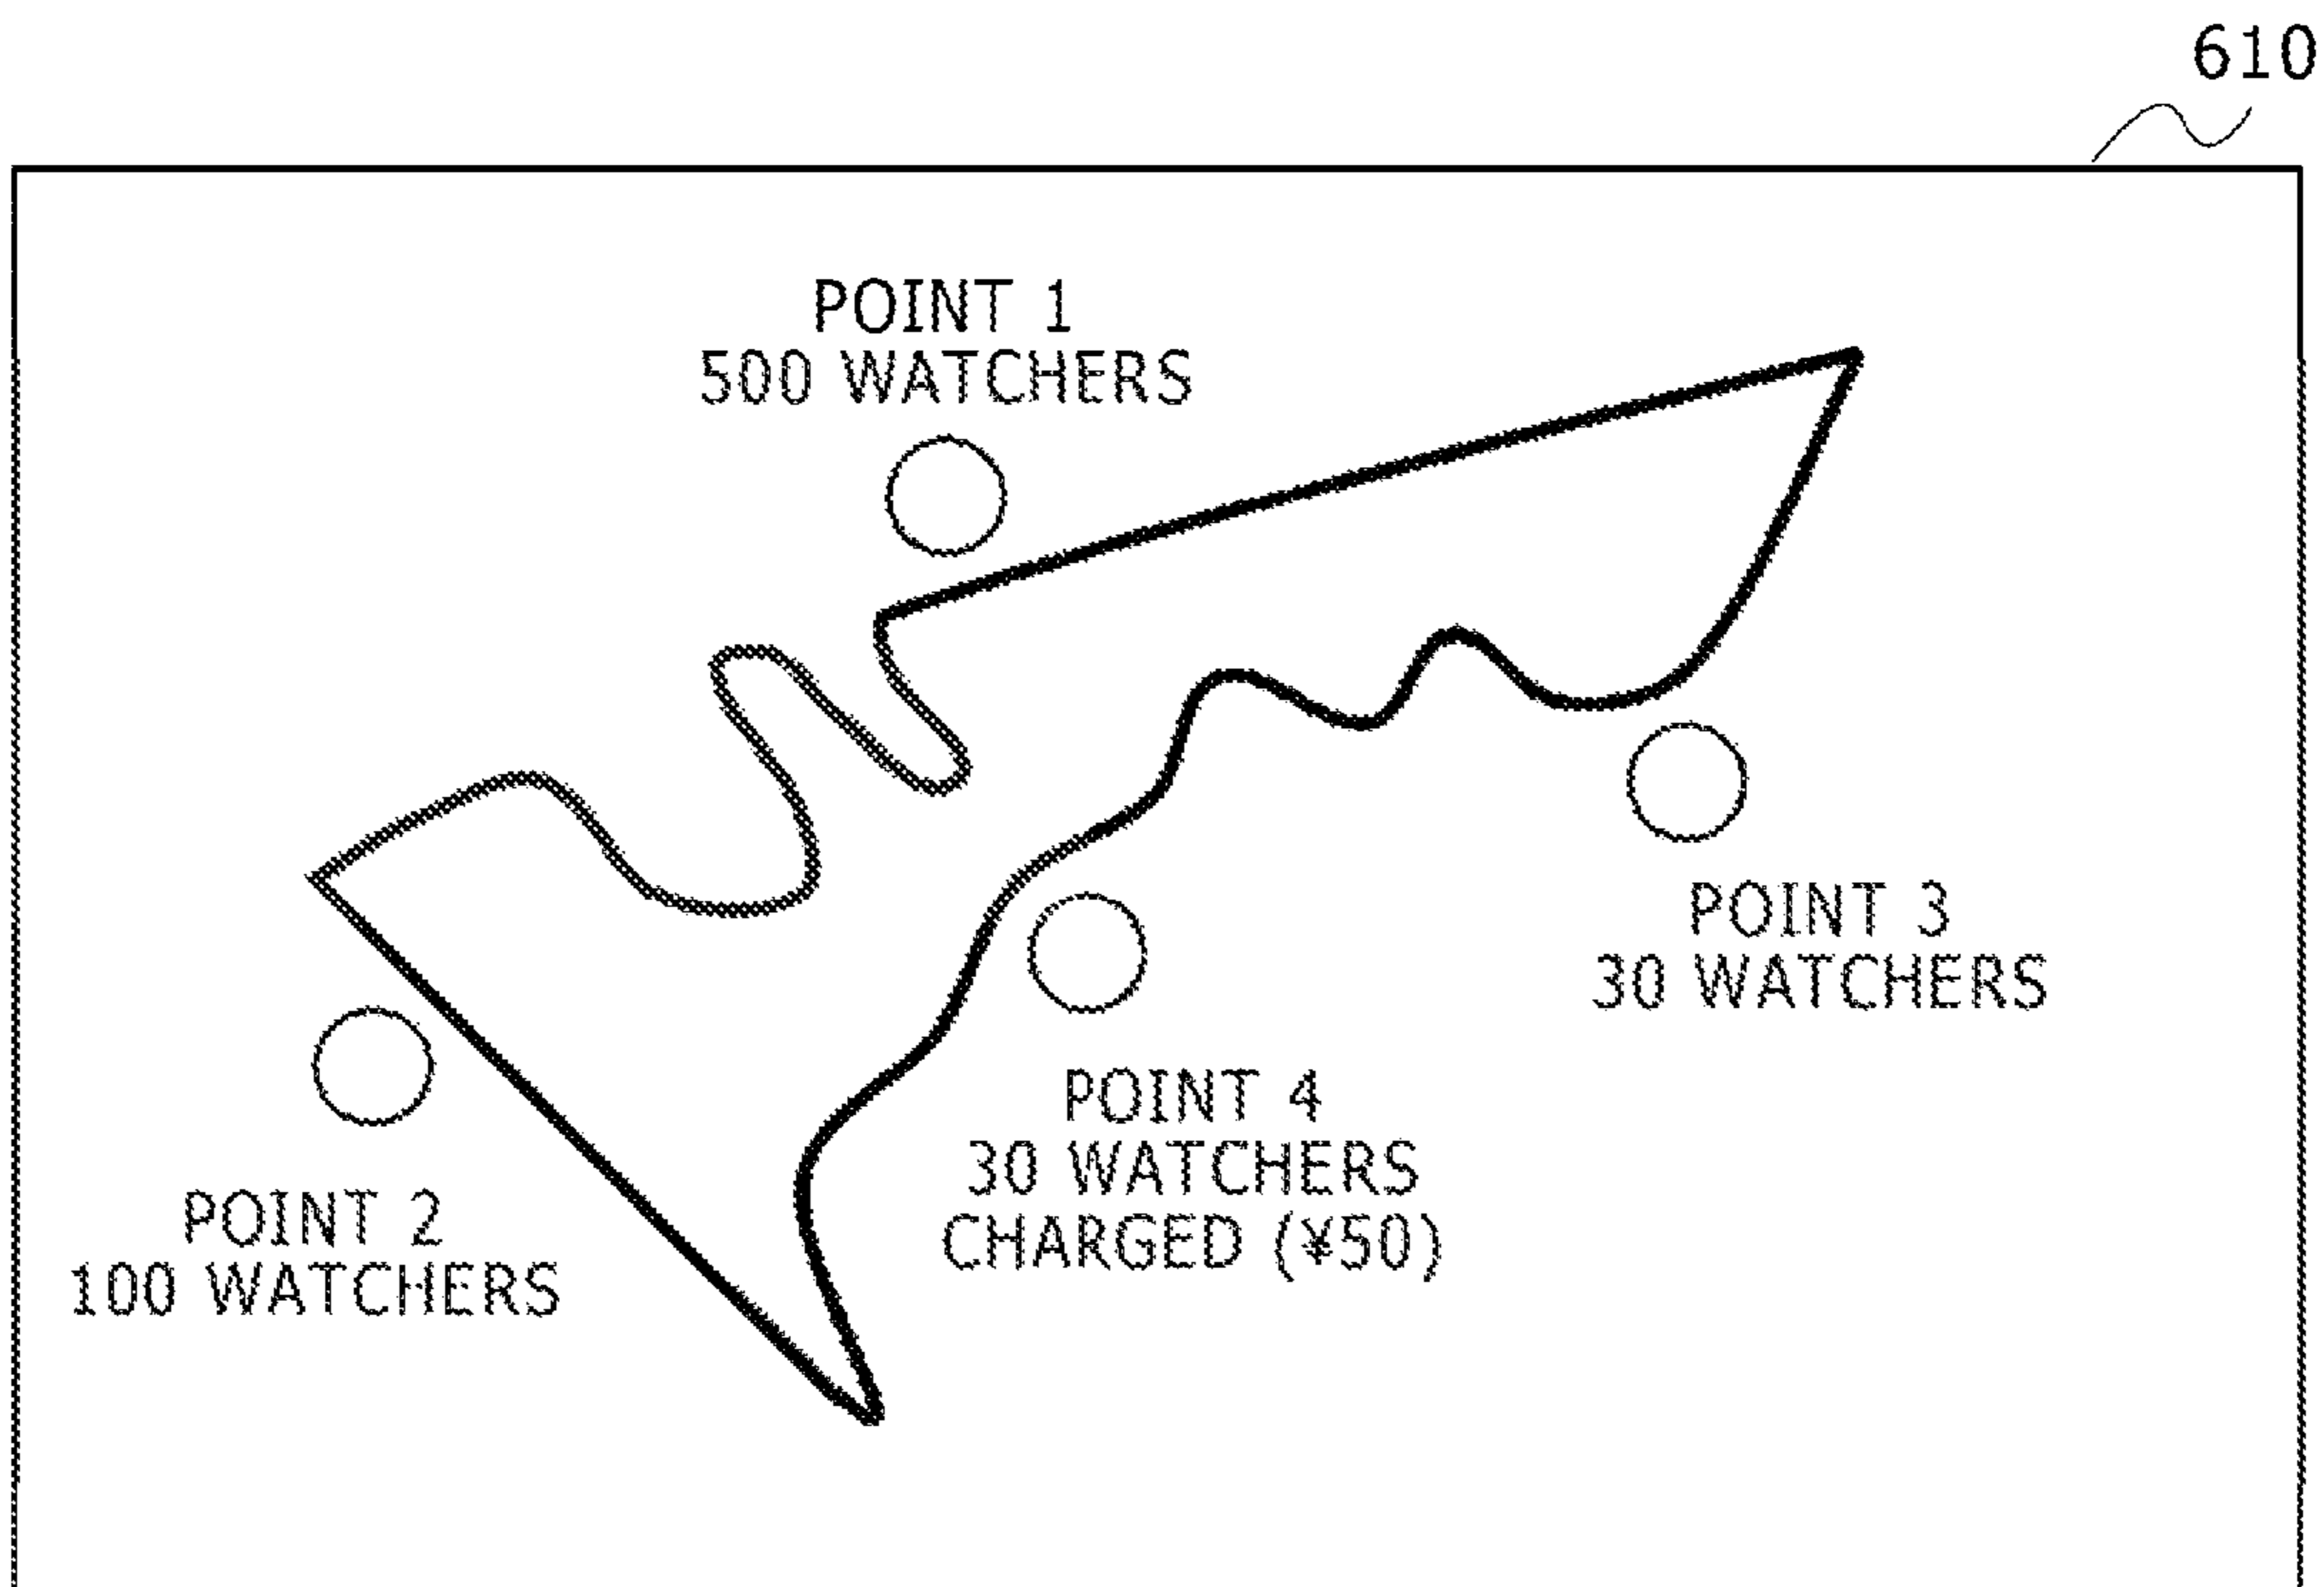 610
POINT 1
500 WATCHERS
POINT 3
30 WATCHERS
POINT 4
30 WATCHERS
CHARGED (¥50)
POINT 2
100 WATCHERS